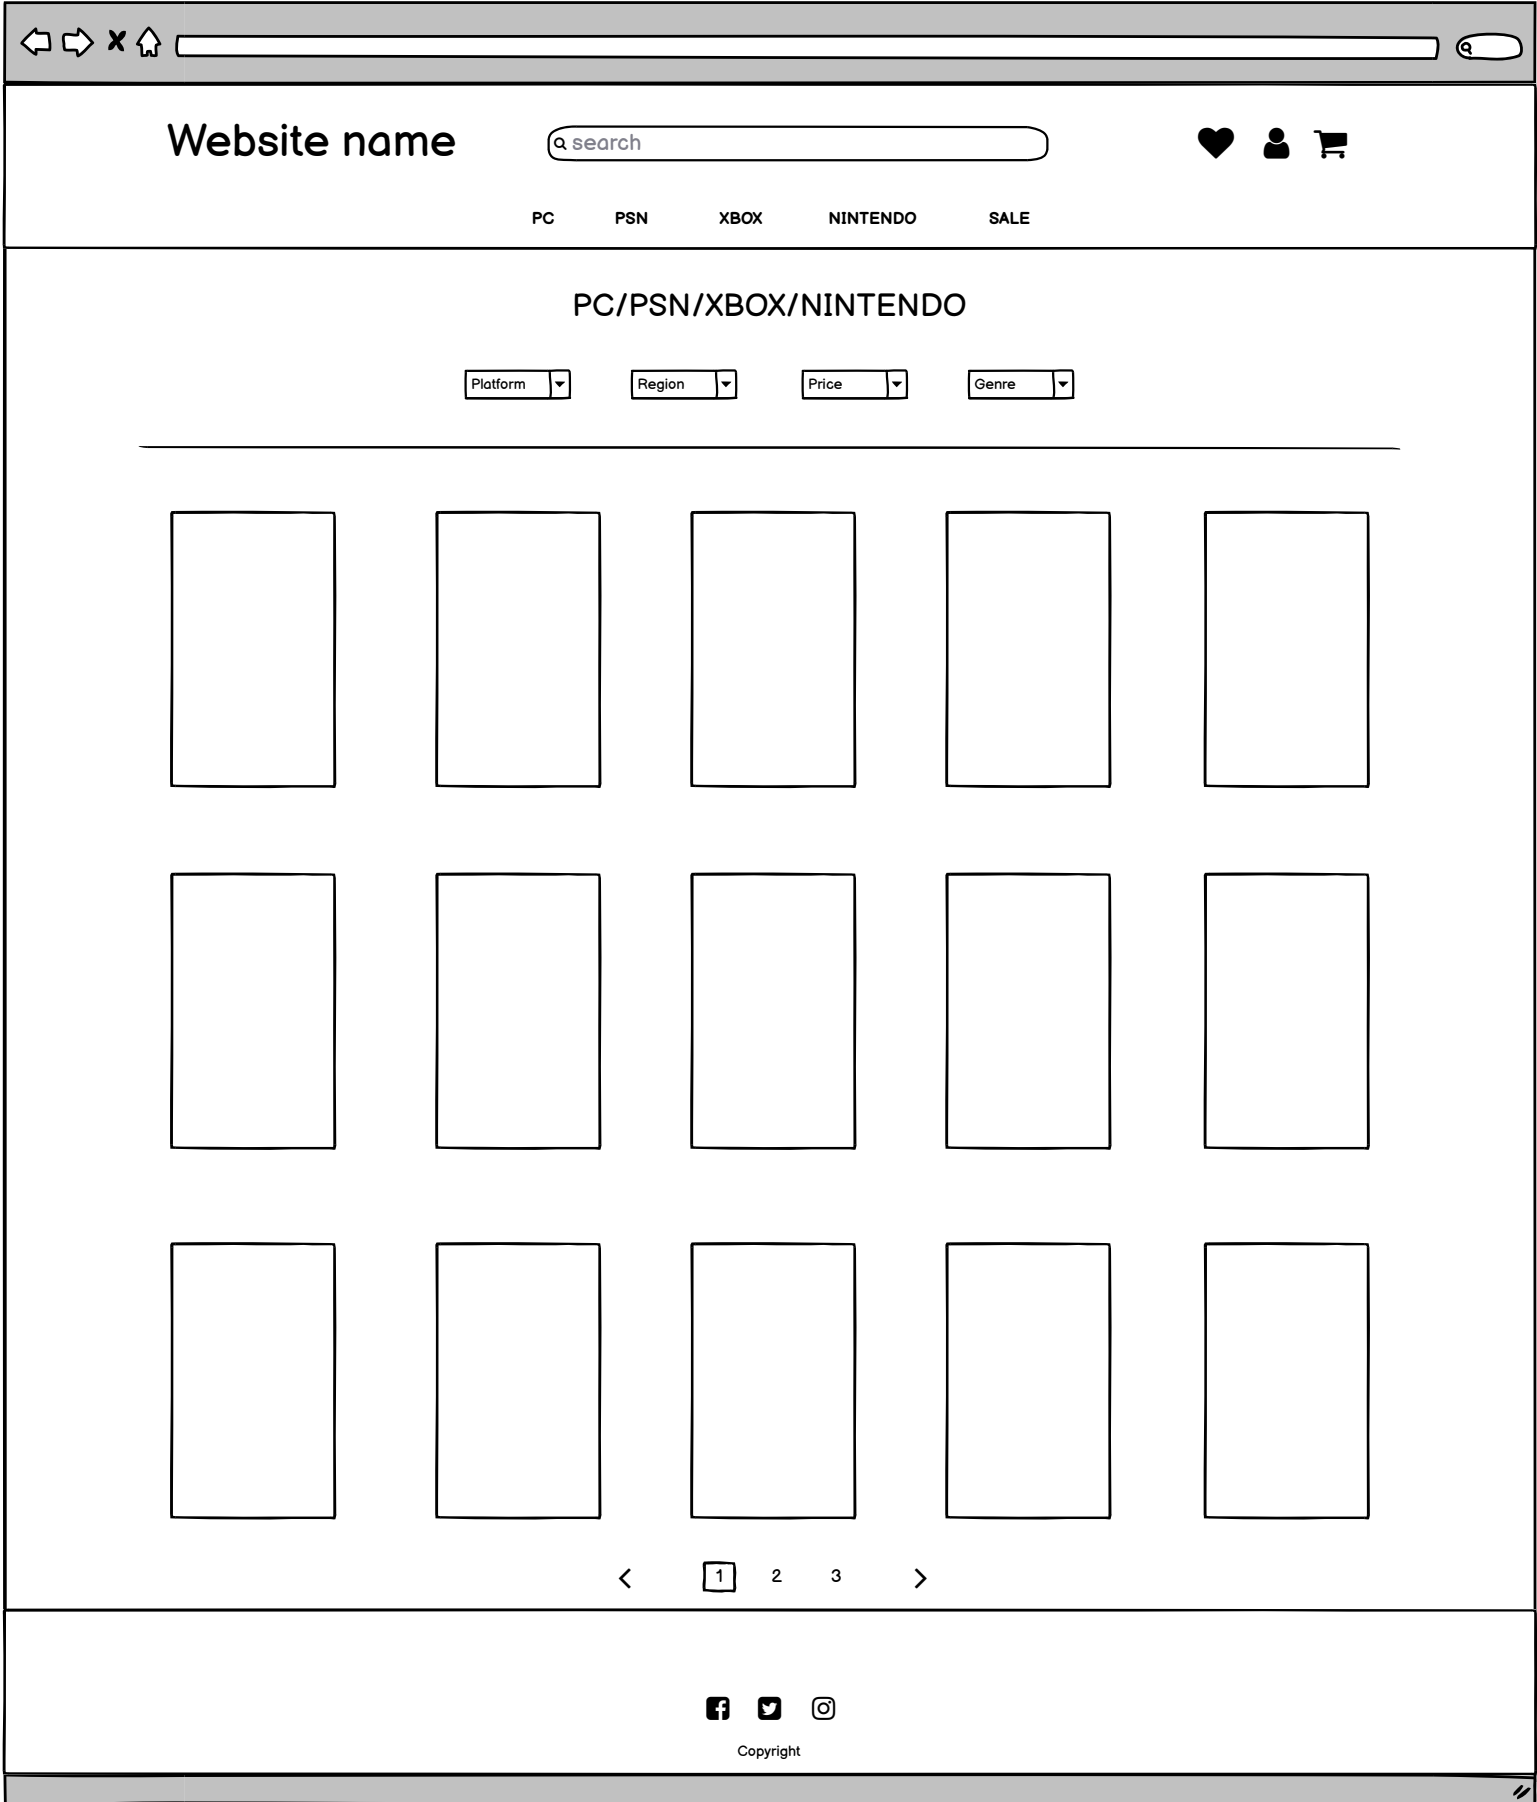 Website name
search
PC PSN XBOX NINTENDO SALE
PC/PSN/XBOX/NINTENDO
Platform Region Price Genre
1 2 3
Copyright